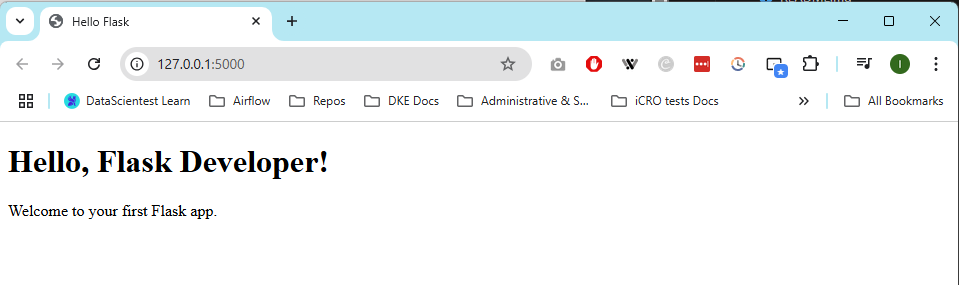 Hello Flask
127.0.0.1:5000
I
DataScientest Learn Airflow Repos DKE Docs Administrative & S... iCRO tests Docs » All Bookmarks
Hello, Flask Developer!
Welcome to your first Flask app.